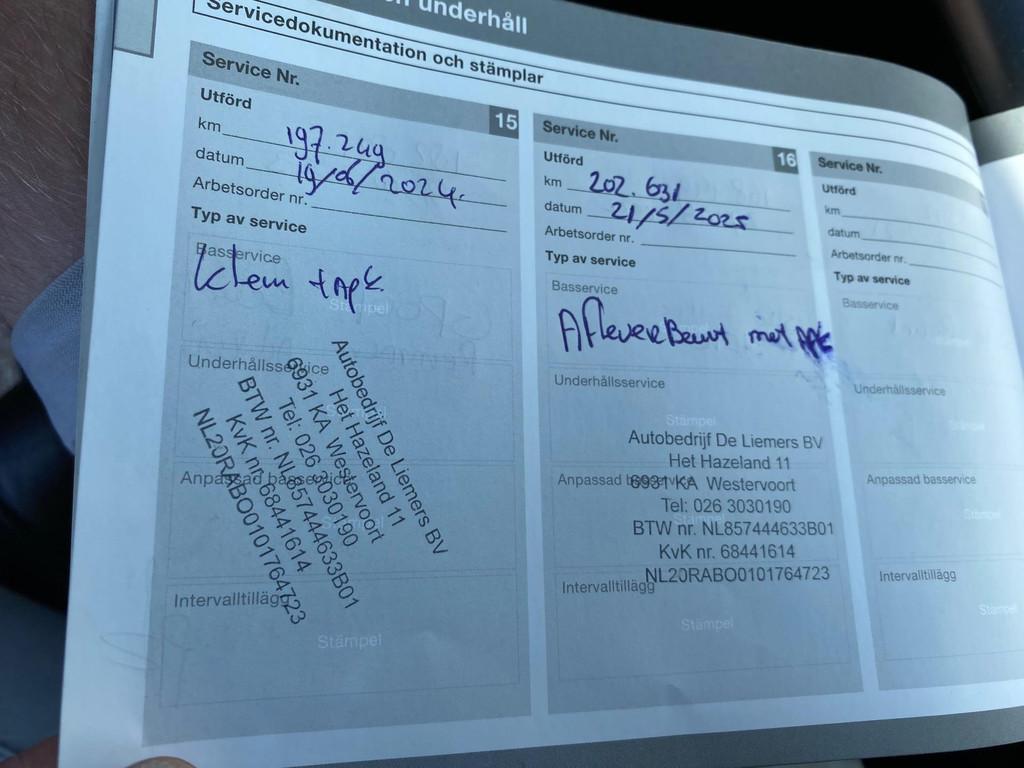 underhåll
Servicedokumentation och stämplar
Service Nr.
15
Utförd
km 197.249
datum 19/06/2024.
Arbetsorder nr.
Typ av service
Basservice
klein + APK
Stämpel
Underhållsservice
Anpassad basservice
Intervalltillägg
Stämpel
Autobedrijf De Liemers BV
Het Hazeland 11
6931 KA Westervoort
Tel: 026 3030190
BTW nr. NL857444633B01
KvK nr. 68441614
NL20RABO0101764723
Service Nr.
16
Utförd
km 202.631
datum 21/5/2025
Arbetsorder nr.
Typ av service
Basservice
AfleverBeurt met APK
Underhållsservice
Stämpel
Autobedrijf De Liemers BV
Het Hazeland 11
Anpassad basservice
6931 KA Westervoort
Tel: 026 3030190
BTW nr. NL857444633B01
KvK nr. 68441614
NL20RABO0101764723
Intervalltillägg
Stämpel
Service Nr.
Utförd
km
datum
Arbetsorder nr.
Typ av service
Basservice
Underhållsservice
Anpassad basservice
Intervalltillägg